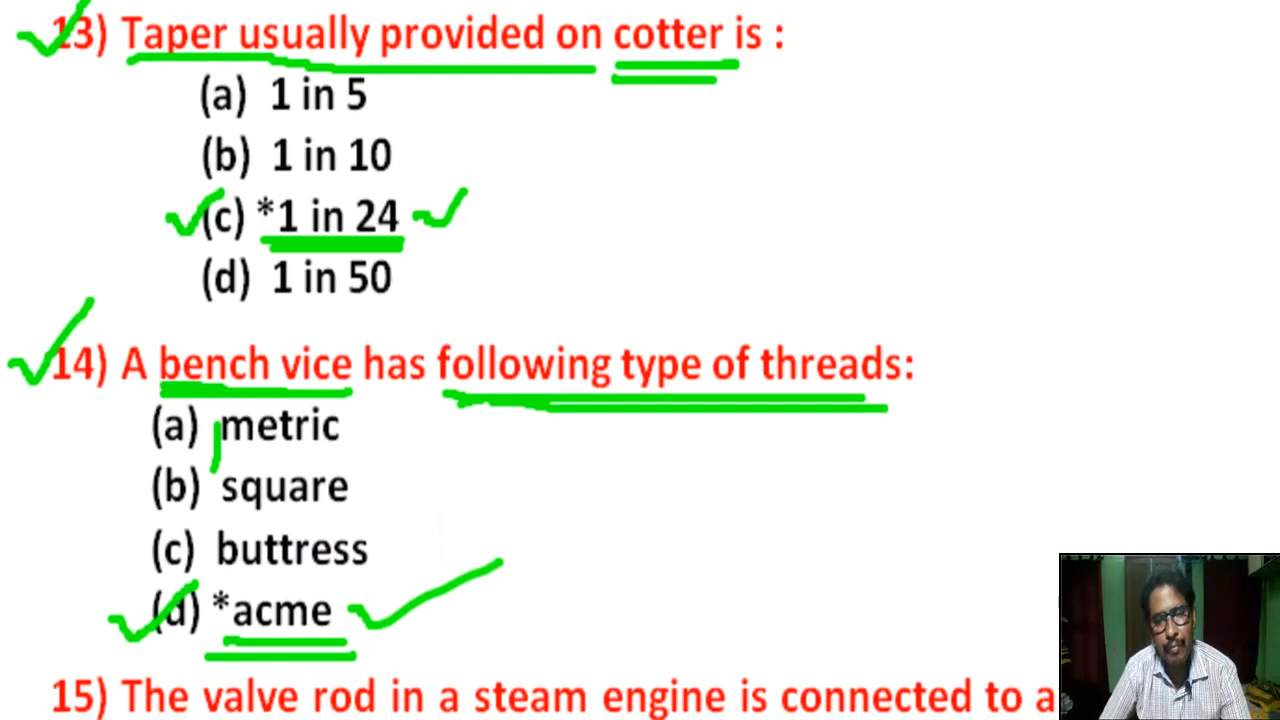 13) Taper usually provided on cotter is :
(a) 1 in 5
(b) 1 in 10
(c) *1 in 24
(d) 1 in 50
14) A bench vice has following type of threads:
(a) metric
(b) square
(c) buttress
(d) *acme
15) The valve rod in a steam engine is connected to a